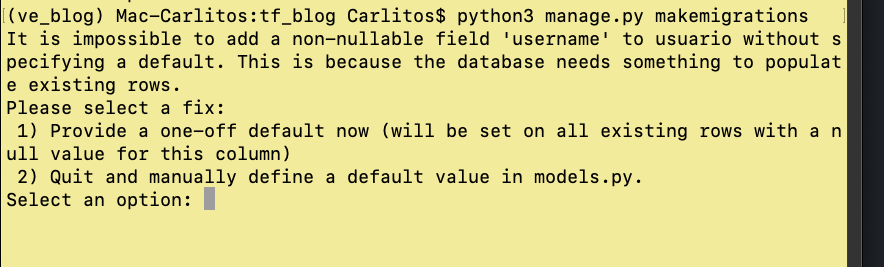 (ve_blog) Mac-Carlitos:tf_blog Carlitos$ python3 manage.py makemigrations
It is impossible to add a non-nullable field 'username' to usuario without s
pecifying a default. This is because the database needs something to populat
e existing rows.
Please select a fix:
 1) Provide a one-off default now (will be set on all existing rows with a n
ull value for this column)
 2) Quit and manually define a default value in models.py.
Select an option: